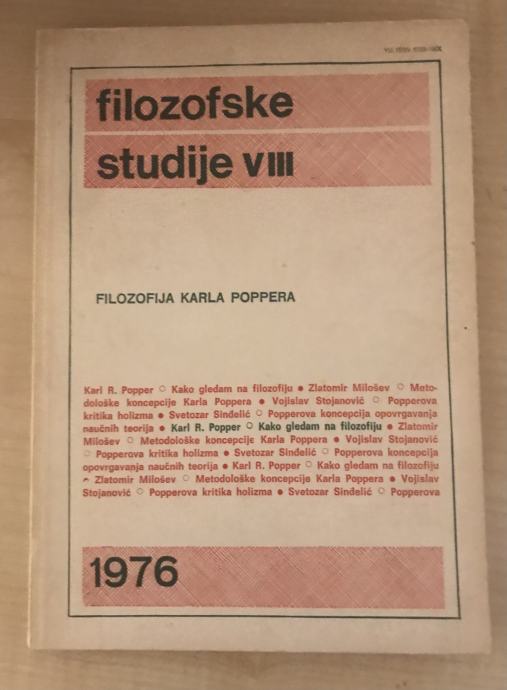 filozofske
studije VIII
FILOZOFIJA KARLA POPPERA
Karl R. Popper ○ Kako gledam na filozofiju ● Zlatomir Milošev ○ Meto-
dološke koncepcije Karla Poppera ● Vojislav Stojanović ○ Popperova
kritika holizma ● Svetozar Sinđelić ○ Popperova koncepcija opovrgavanja
naučnih teorija ● Karl R. Popper ○ Kako gledam na filozofiju ● Zlatomir
Milošev ○ Metodološke koncepcije Karla Poppera ● Vojislav Stojanović
○ Popperova kritika holizma ● Svetozar Sinđelić ○ Popperova koncepcija
opovrgavanja naučnih teorija ● Karl R. Popper ○ Kako gledam na filozofiju
Zlatomir Milošev ○ Metodološke koncepcije Karla Poppera ● Vojislav
Stojanović ○ Popperova kritika holizma ● Svetozar Sinđelić ○ Popperova
1976